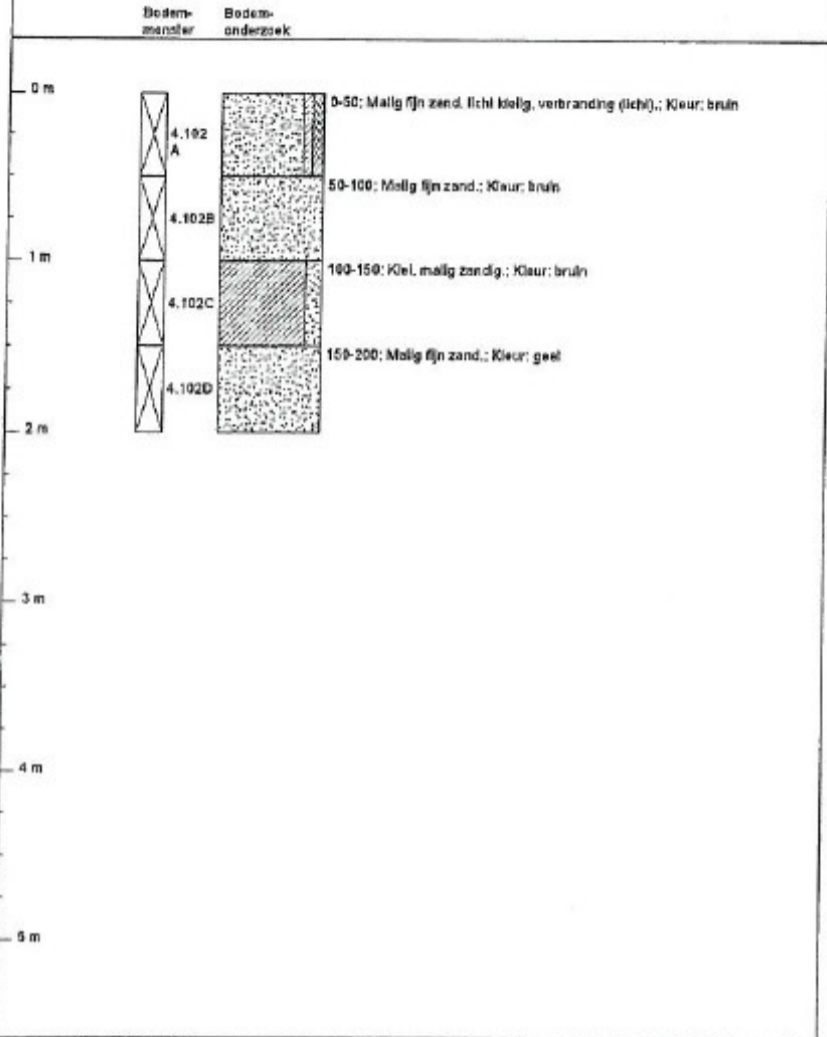 Bodem-
monster
Bodem-
onderzoek
0 m
4.102
A
0-50: Matig fijn zand, licht kleiig, verbranding (licht).; Kleur: bruin
4.102B
50-100: Matig fijn zand.; Kleur: bruin
1 m
4.102C
100-150: Klei, matig zandig.; Kleur: bruin
4.102D
150-200: Matig fijn zand.; Kleur: geel
2 m
3 m
4 m
5 m